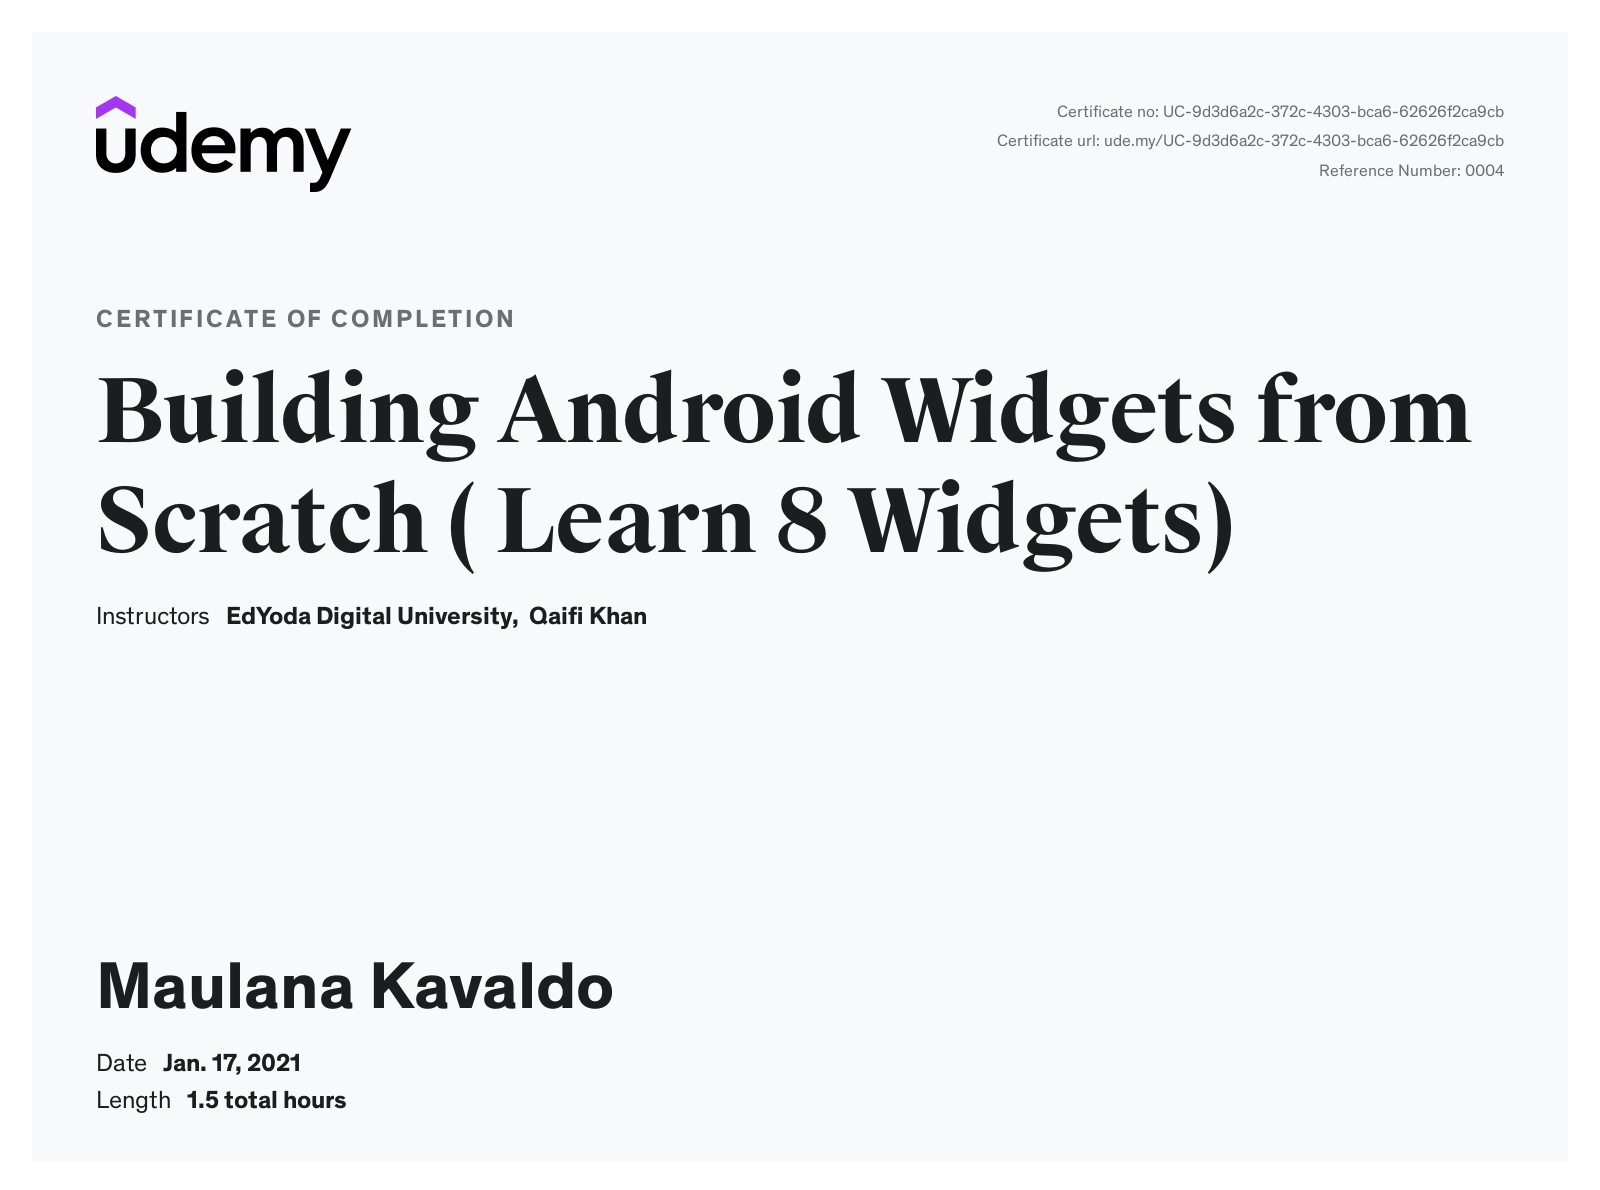 udemy
Certificate no: UC-9d3d6a2c-372c-4303-bca6-62626f2ca9cb
Certificate url: ude.my/UC-9d3d6a2c-372c-4303-bca6-62626f2ca9cb
Reference Number: 0004
CERTIFICATE OF COMPLETION
Building Android Widgets from
Scratch ( Learn 8 Widgets)
Instructors EdYoda Digital University, Qaifi Khan
Maulana Kavaldo
Date Jan. 17, 2021
Length 1.5 total hours